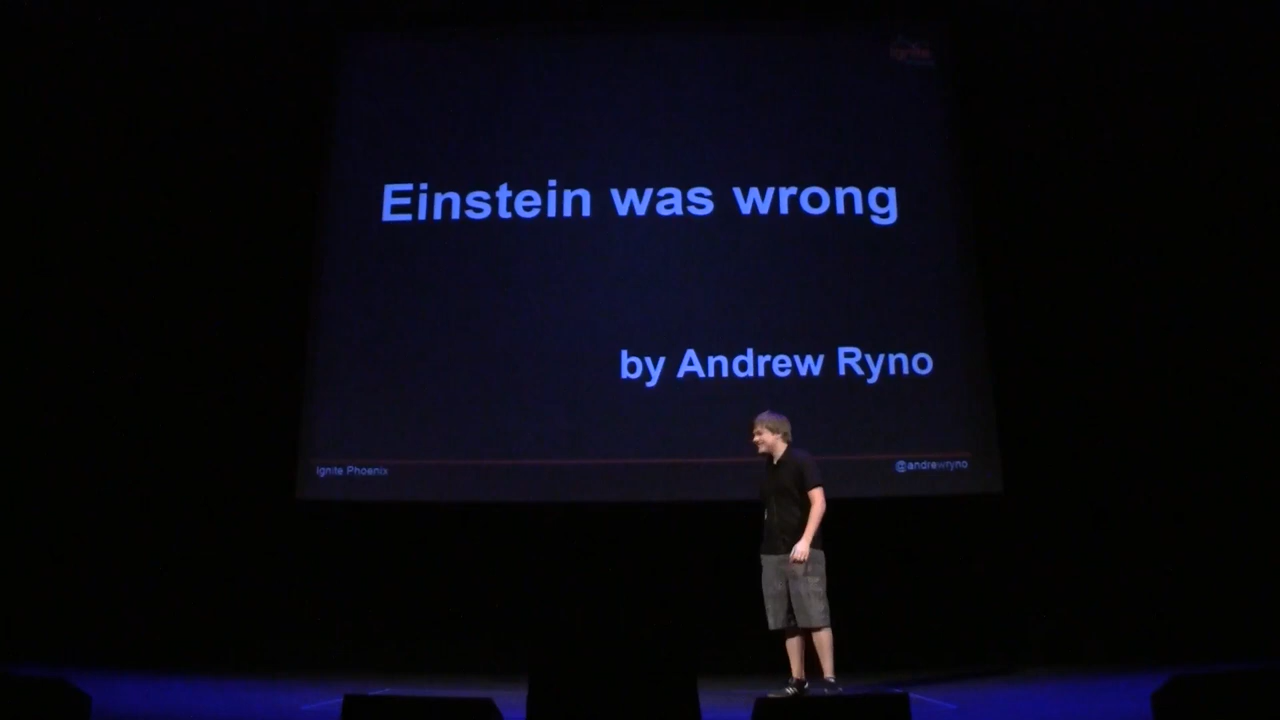 Einstein was wrong
by Andrew Ryno
Ignite Phoenix
@andrewryno